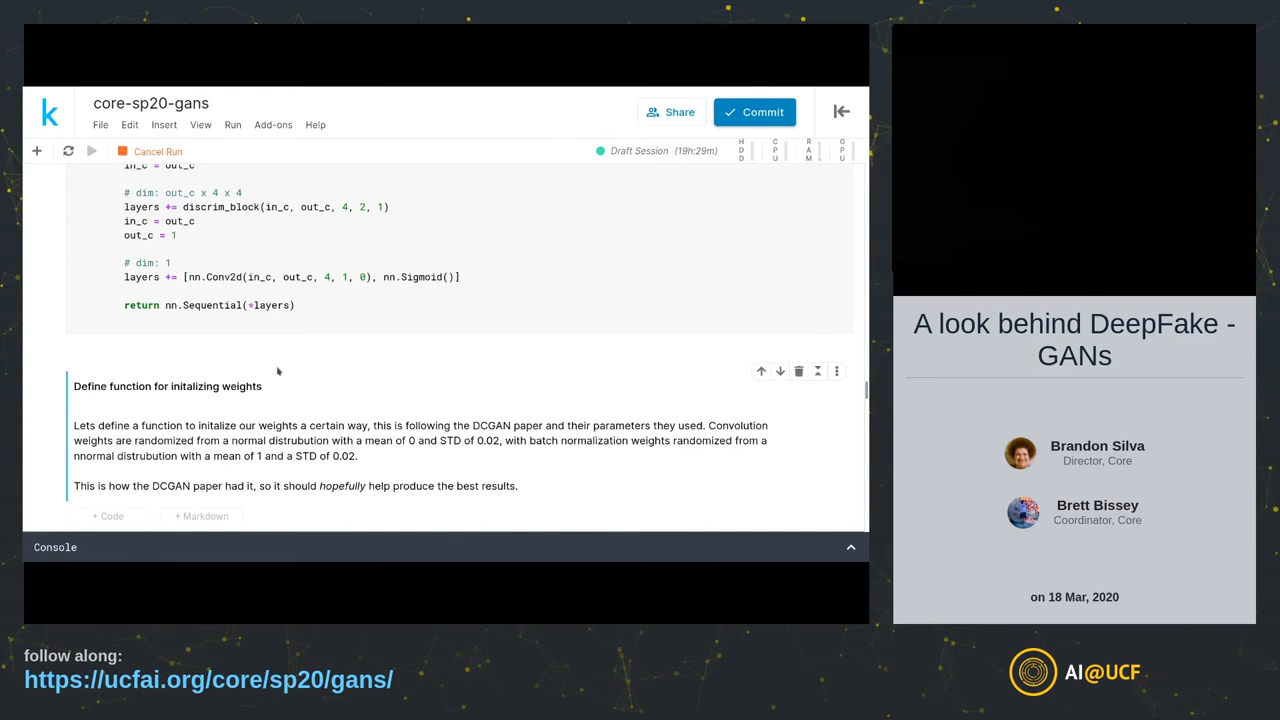 core-sp20-gans
File Edit Insert View Run Add-ons Help
Share
Commit
Cancel Run
Draft Session (19h:29m)
HDD
CPU
RAM
GPU
in_c = out_c
# dim: out_c x 4 x 4
layers += discrim_block(in_c, out_c, 4, 2, 1)
in_c = out_c
out_c = 1
# dim: 1
layers += [nn.Conv2d(in_c, out_c, 4, 1, 0), nn.Sigmoid()]
return nn.Sequential(*layers)
Define function for initalizing weights
Lets define a function to initalize our weights a certain way, this is following the DCGAN paper and their parameters they used. Convolution
weights are randomized from a normal distrubution with a mean of 0 and STD of 0.02, with batch normalization weights randomized from a
nnormal distrubution with a mean of 1 and a STD of 0.02.
This is how the DCGAN paper had it, so it should hopefully help produce the best results.
+ Code
+ Markdown
Console
A look behind DeepFake -
GANs
Brandon Silva
Director, Core
Brett Bissey
Coordinator, Core
on 18 Mar, 2020
follow along:
https://ucfai.org/core/sp20/gans/
AI@UCF